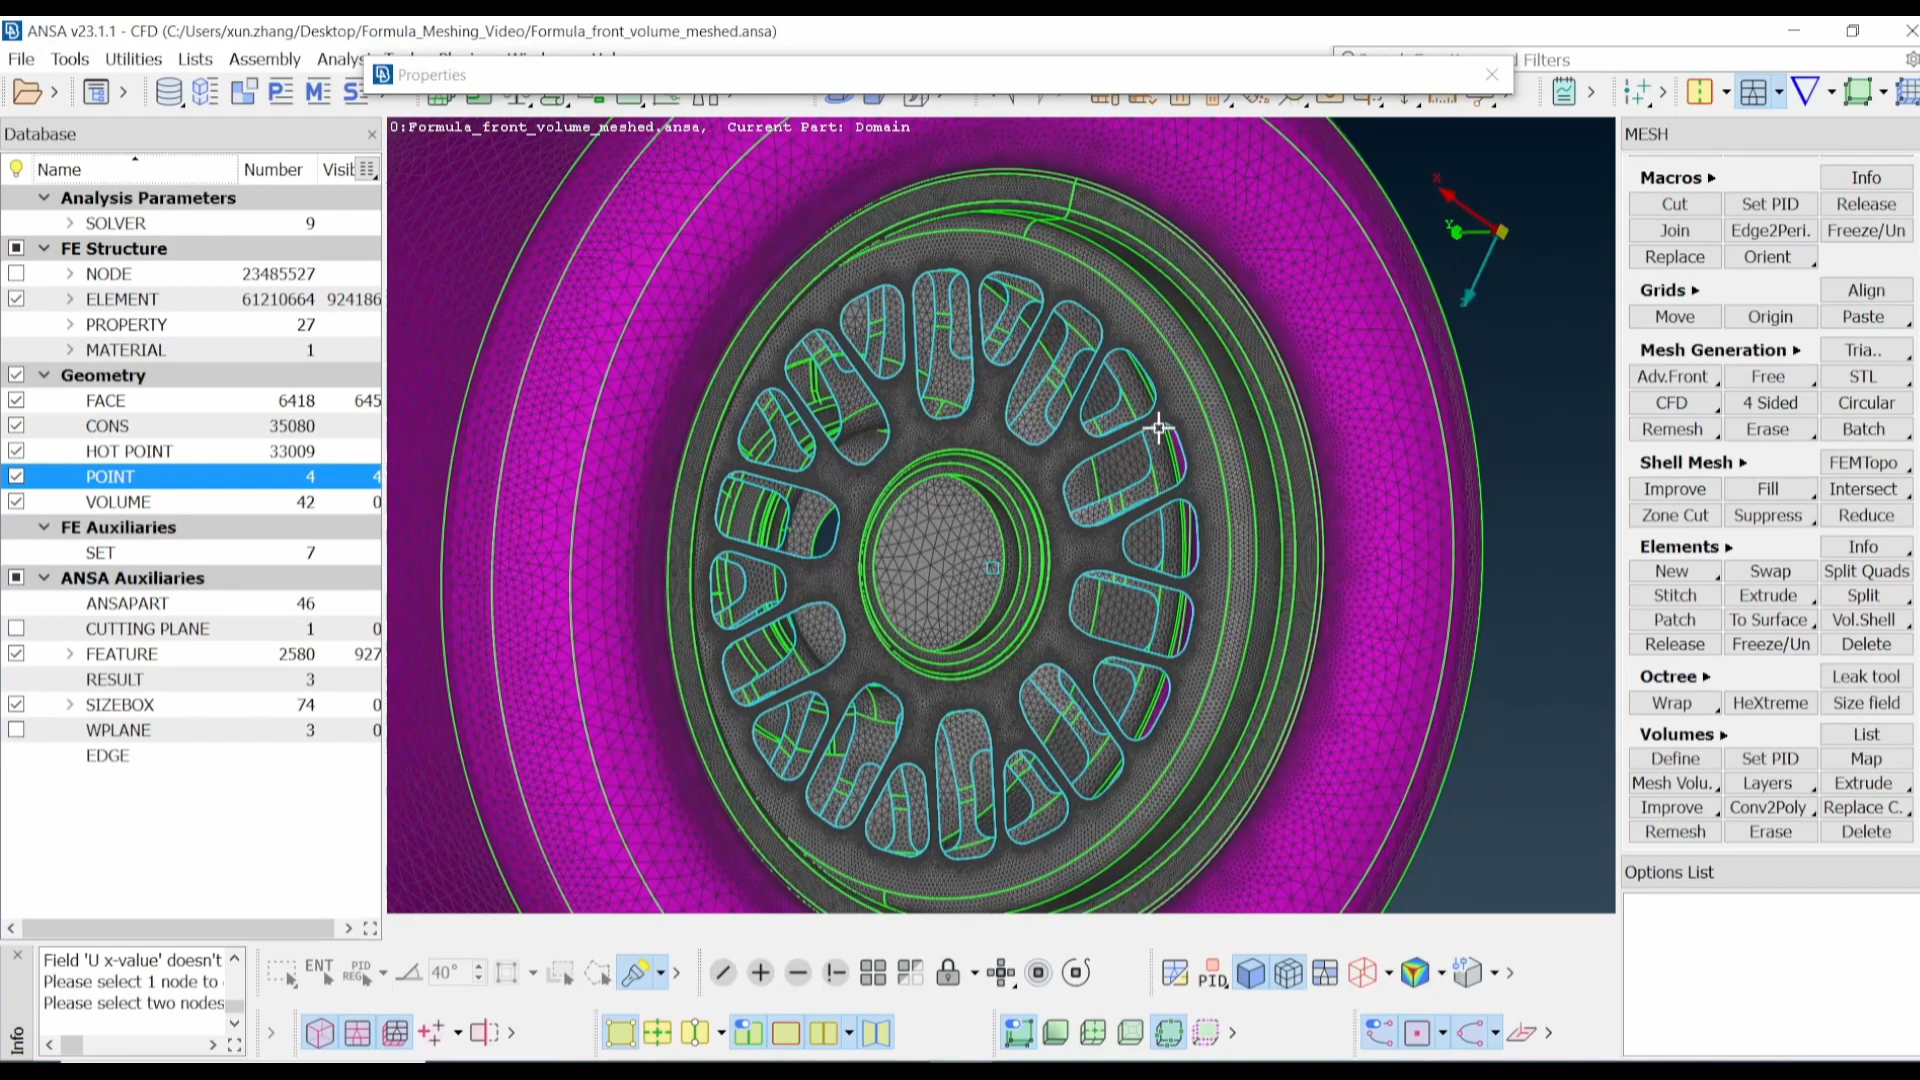 ANSA v23.1.1 - CFD (C:/Users/xun.zhang/Desktop/Formula_Meshing_Video/Formula_front_volume_meshed.ansa)
File Tools Utilities Lists Assembly
Properties
Filters
Database
Name Number
Analysis Parameters
SOLVER 9
FE Structure
NODE 23485527
ELEMENT 61210664 924186
PROPERTY 27
MATERIAL 1
Geometry
FACE 6418 645
CONS 35080
HOT POINT 33009
POINT 4 4
VOLUME 42 0
FE Auxiliaries
SET 7
ANSA Auxiliaries
ANSAPART 46
CUTTING PLANE 1 0
FEATURE 2580 927
RESULT 3
SIZEBOX 74 0
WPLANE 3 0
EDGE
0:Formula_front_volume_meshed.ansa, Current Part: Domain
X
Y
MESH
Macros Info
Cut Set PID Release
Join Edge2Peri. Freeze/Un
Replace Orient
Grids Align
Move Origin Paste
Mesh Generation Tria..
Adv.Front Free STL
CFD 4 Sided Circular
Remesh Erase Batch
Shell Mesh FEMTopo
Improve Fill Intersect
Zone Cut Suppress Reduce
Elements Info
New Swap Split Quads
Stitch Extrude Split
Patch To Surface Vol.Shell
Release Freeze/Un Delete
Octree Leak tool
Wrap HeXtreme Size field
Volumes List
Define Set PID Map
Mesh Volu. Layers Extrude
Improve Conv2Poly Replace C.
Remesh Erase Delete
Options List
Info
Field 'U x-value' doesn't
Please select 1 node to
Please select two nodes
ENT PID REG 40°
PID